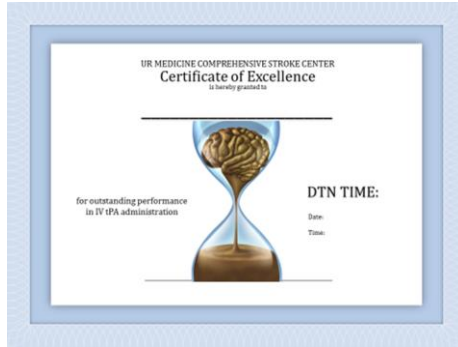 UR MEDICINE COMPREHENSIVE STROKE CENTER
Certificate of Excellence
is hereby granted to
for outstanding performance
in IV tPA administration
DTN TIME:
Date:
Time: